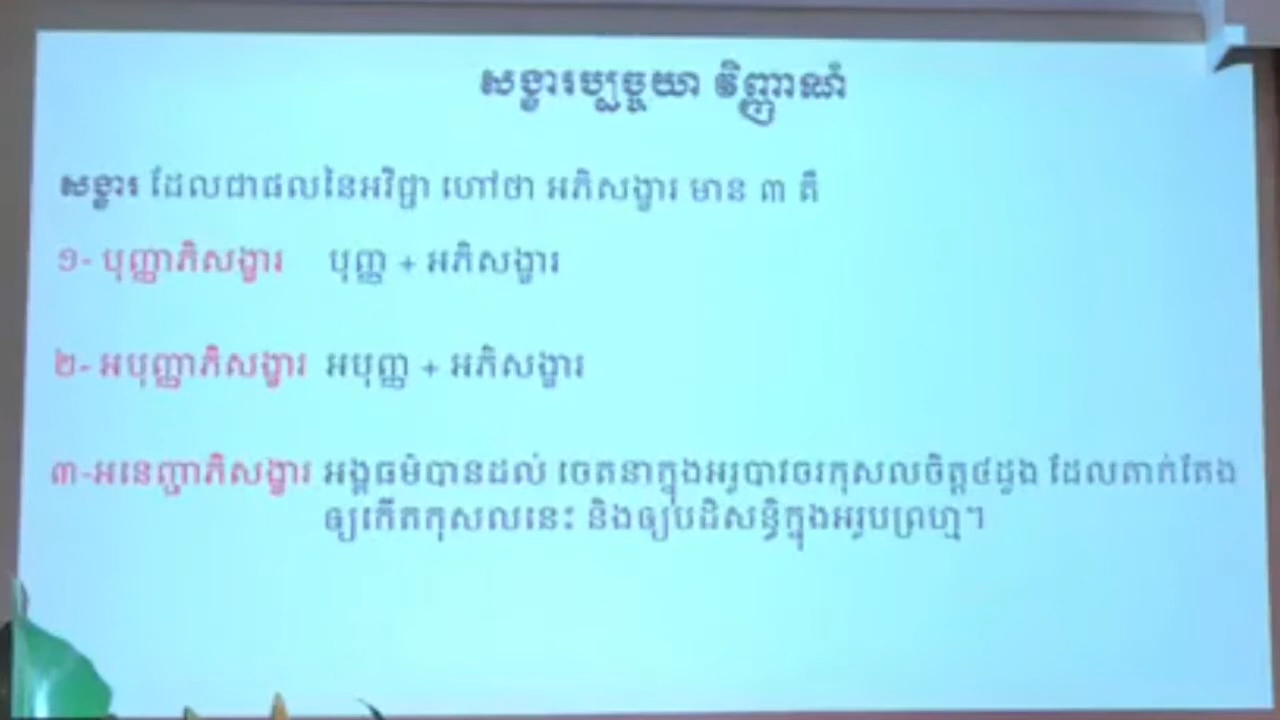 សង្ខារប្បច្ចយា វិញ្ញាណំ
សង្ខារ ដែលជាផលនៃអវិជ្ជា ហៅថា អភិសង្ខារ មាន ៣ គឺ
១- បុញ្ញាភិសង្ខារ បុញ្ញ + អភិសង្ខារ
២- អបុញ្ញាភិសង្ខារ អបុញ្ញ + អភិសង្ខារ
៣-អនេញ្ជាភិសង្ខារ អង្គធម៌បានដល់ ចេតនាក្នុងអរូបាវចរកុសលចិត្ត៤ដួង ដែលតាក់តែង
ឲ្យកើតកុសលនេះ និងឲ្យបដិសន្ធិក្នុងអរូបព្រហ្ម។